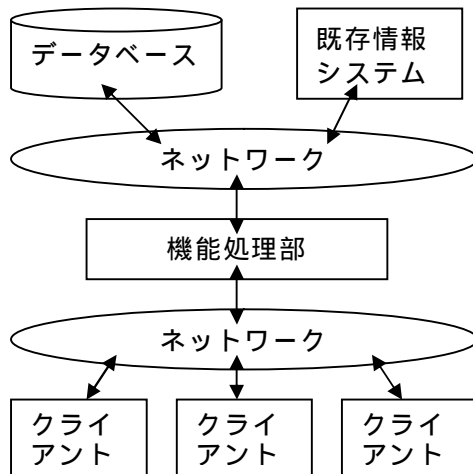 データベース
既存情報
システム
ネットワーク
機能処理部
ネットワーク
クライ
アント
クライ
アント
クライ
アント